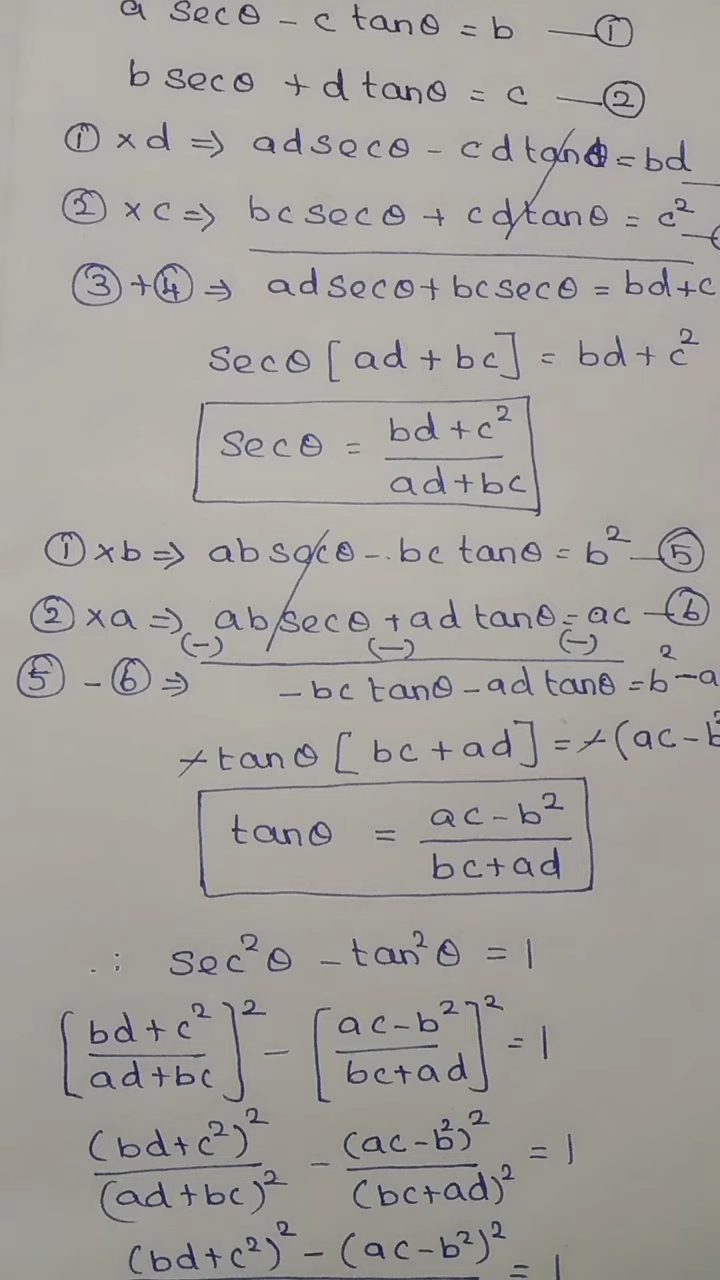 a secθ - c tanθ = b —①
b secθ + d tanθ = c —②
① × d ⇒ ad secθ - cd tanθ = bd
② × c ⇒ bc secθ + cd tanθ = c²
③ + ④ ⇒ ad secθ + bc secθ = bd + c
secθ [ad + bc] = bd + c²
secθ = (bd + c²)/(ad + bc)
① × b ⇒ ab secθ - bc tanθ = b² —⑤
② × a ⇒ ab secθ + ad tanθ = ac —⑥
(-) (-) (-)
⑤ - ⑥ ⇒ -bc tanθ - ad tanθ = b² - a
-tanθ [bc + ad] = -(ac - b²
tanθ = (ac - b²)/(bc + ad)
∴ sec²θ - tan²θ = 1
[(bd + c²)/(ad + bc)]² - [(ac - b²)/(bc + ad)]² = 1
(bd + c²)²/(ad + bc)² - (ac - b²)²/(bc + ad)² = 1
(bd + c²)² - (ac - b²)² = 1